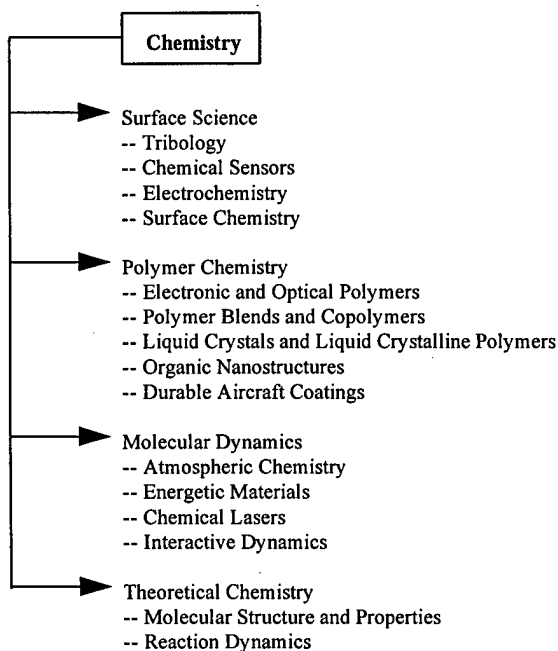 Chemistry
Surface Science
-- Tribology
-- Chemical Sensors
-- Electrochemistry
-- Surface Chemistry
Polymer Chemistry
-- Electronic and Optical Polymers
-- Polymer Blends and Copolymers
-- Liquid Crystals and Liquid Crystalline Polymers
-- Organic Nanostructures
-- Durable Aircraft Coatings
Molecular Dynamics
-- Atmospheric Chemistry
-- Energetic Materials
-- Chemical Lasers
-- Interactive Dynamics
Theoretical Chemistry
-- Molecular Structure and Properties
-- Reaction Dynamics